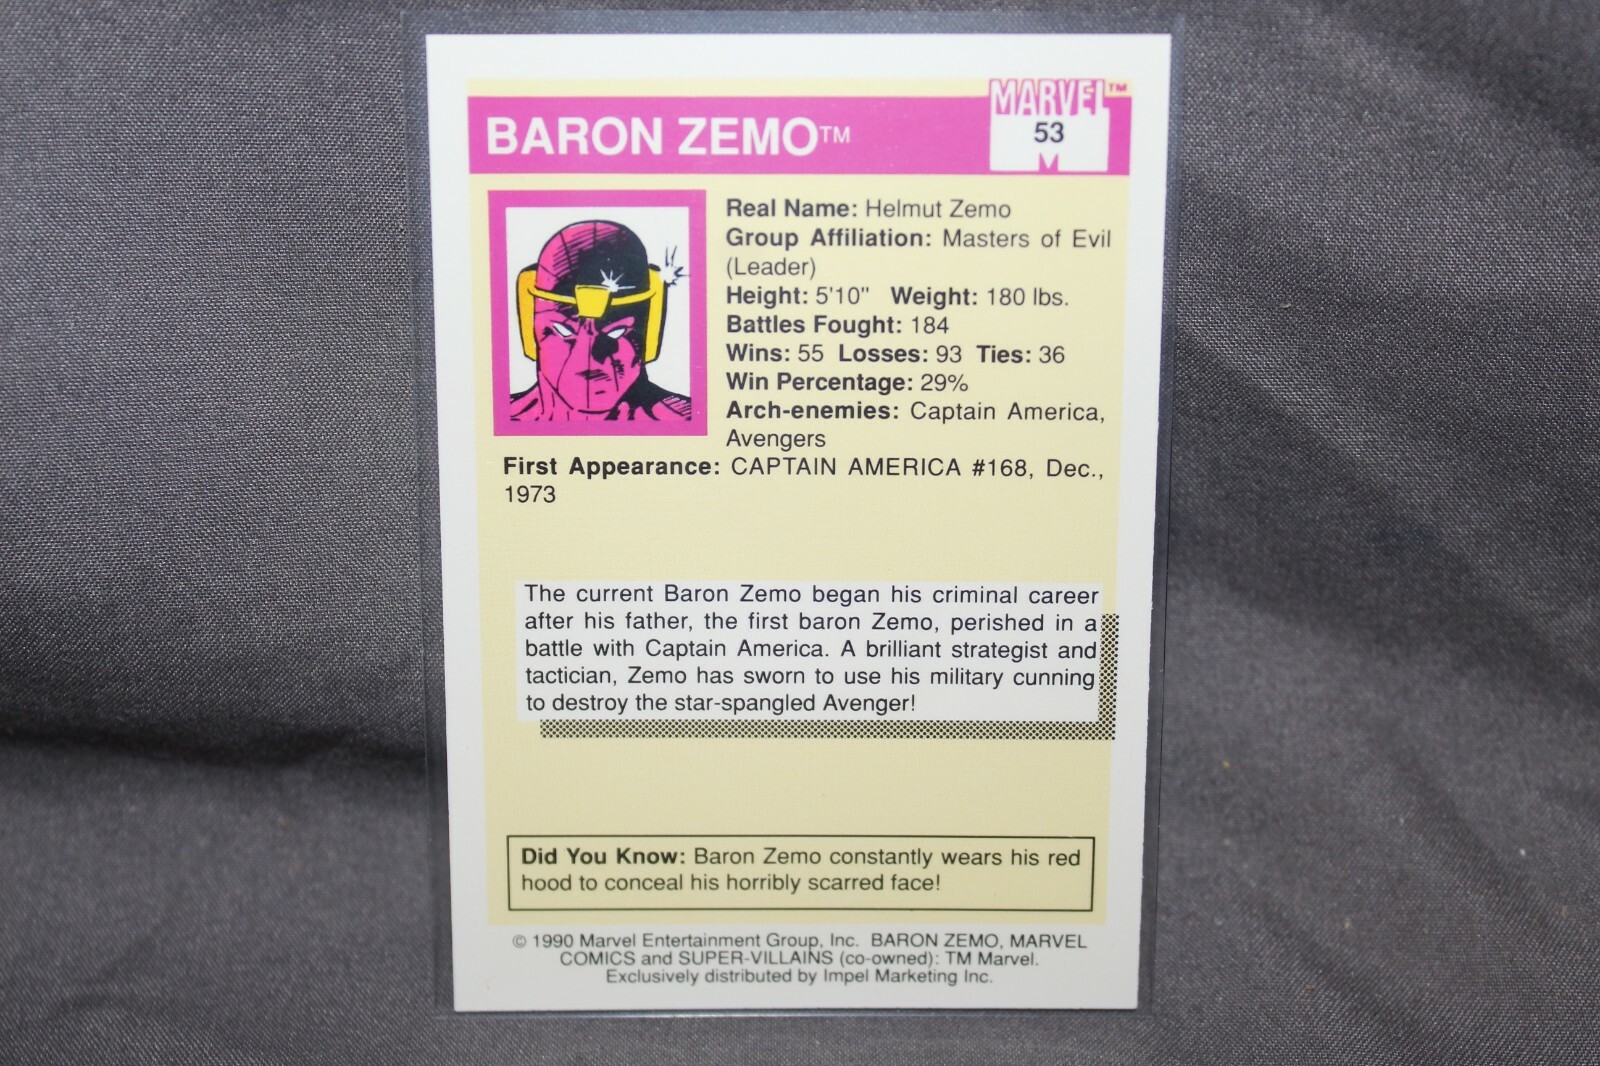 MARVEL™
BARON ZEMO™
53
Real Name: Helmut Zemo
Group Affiliation: Masters of Evil
(Leader)
Height: 5'10" Weight: 180 lbs.
Battles Fought: 184
Wins: 55 Losses: 93 Ties: 36
Win Percentage: 29%
Arch-enemies: Captain America,
Avengers
First Appearance: CAPTAIN AMERICA #168, Dec.,
1973
The current Baron Zemo began his criminal career
after his father, the first baron Zemo, perished in a
battle with Captain America. A brilliant strategist and
tactician, Zemo has sworn to use his military cunning
to destroy the star-spangled Avenger!
Did You Know: Baron Zemo constantly wears his red
hood to conceal his horribly scarred face!
© 1990 Marvel Entertainment Group, Inc. BARON ZEMO, MARVEL
COMICS and SUPER-VILLAINS (co-owned): TM Marvel.
Exclusively distributed by Impel Marketing Inc.